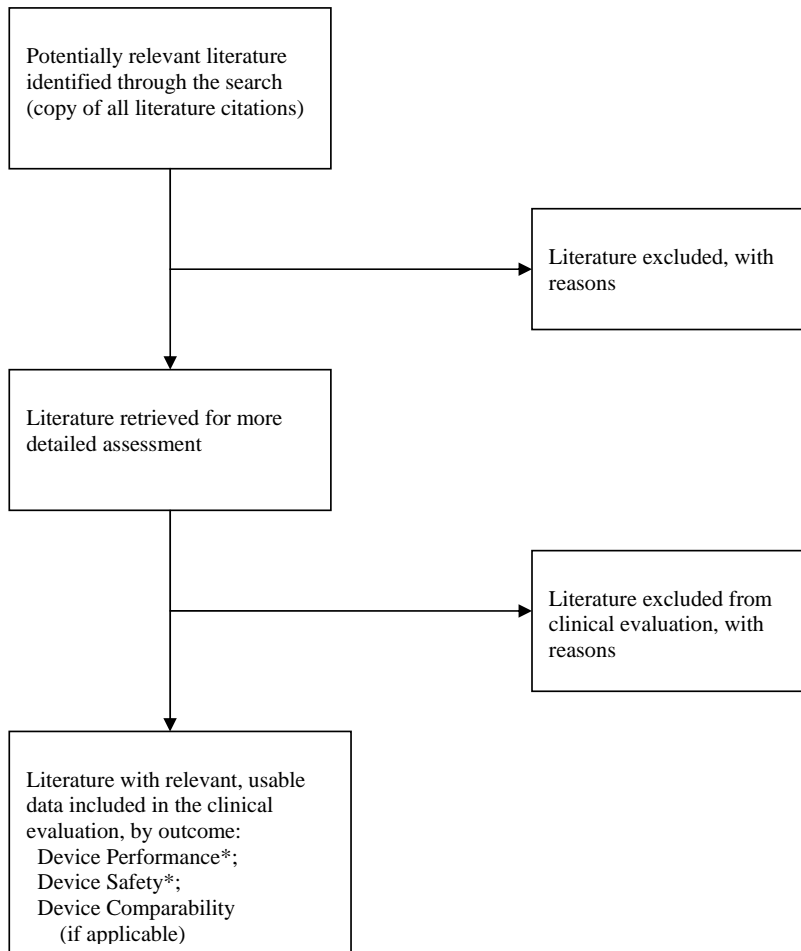 Potentially relevant literature
identified through the search
(copy of all literature citations)
Literature excluded, with
reasons
Literature retrieved for more
detailed assessment
Literature excluded from
clinical evaluation, with
reasons
Literature with relevant, usable
data included in the clinical
evaluation, by outcome:
Device Performance*;
Device Safety*;
Device Comparability
(if applicable)